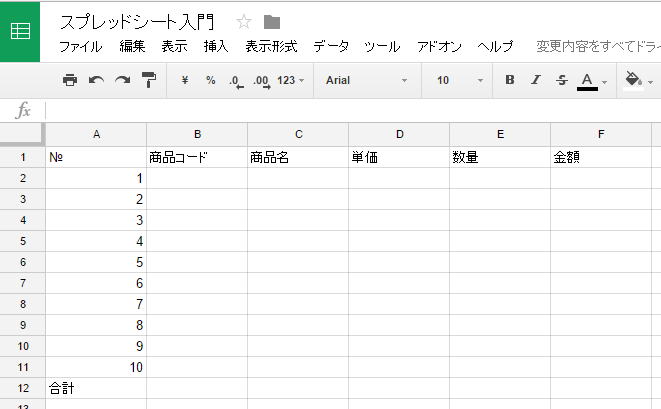 スプレッドシート入門
ファイル 編集 表示 挿入 表示形式 データ ツール アドオン ヘルプ 変更内容をすべてドラ
¥ % .0 .00 123 Arial 10 B I S A
fx
A B C D E F
1 № 商品コード 商品名 単価 数量 金額
2 1
3 2
4 3
5 4
6 5
7 6
8 7
9 8
10 9
11 10
12 合計
13